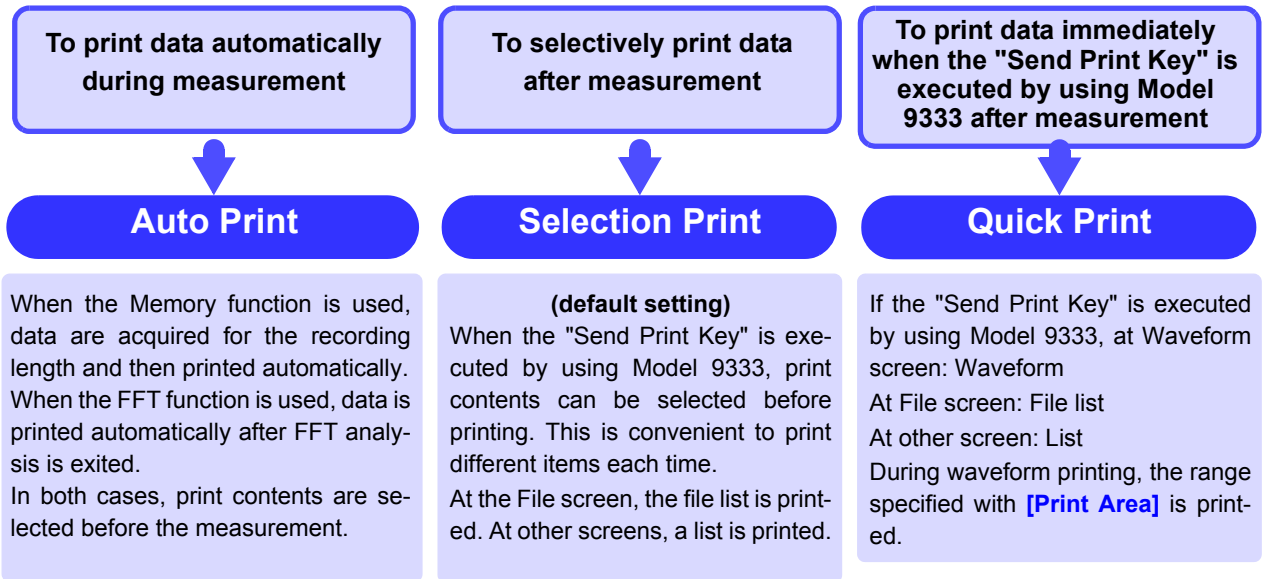 To print data automatically
during measurement
Auto Print
When the Memory function is used,
data are acquired for the recording
length and then printed automatically.
When the FFT function is used, data is
printed automatically after FFT analy-
sis is exited.
In both cases, print contents are se-
lected before the measurement.
To selectively print data
after measurement
Selection Print
(default setting)
When the "Send Print Key" is exe-
cuted by using Model 9333, print
contents can be selected before
printing. This is convenient to print
different items each time.
At the File screen, the file list is print-
ed. At other screens, a list is printed.
To print data immediately
when the "Send Print Key" is
executed by using Model
9333 after measurement
Quick Print
If the "Send Print Key" is executed
by using Model 9333, at Waveform
screen: Waveform
At File screen: File list
At other screen: List
During waveform printing, the range
specified with [Print Area] is print-
ed.